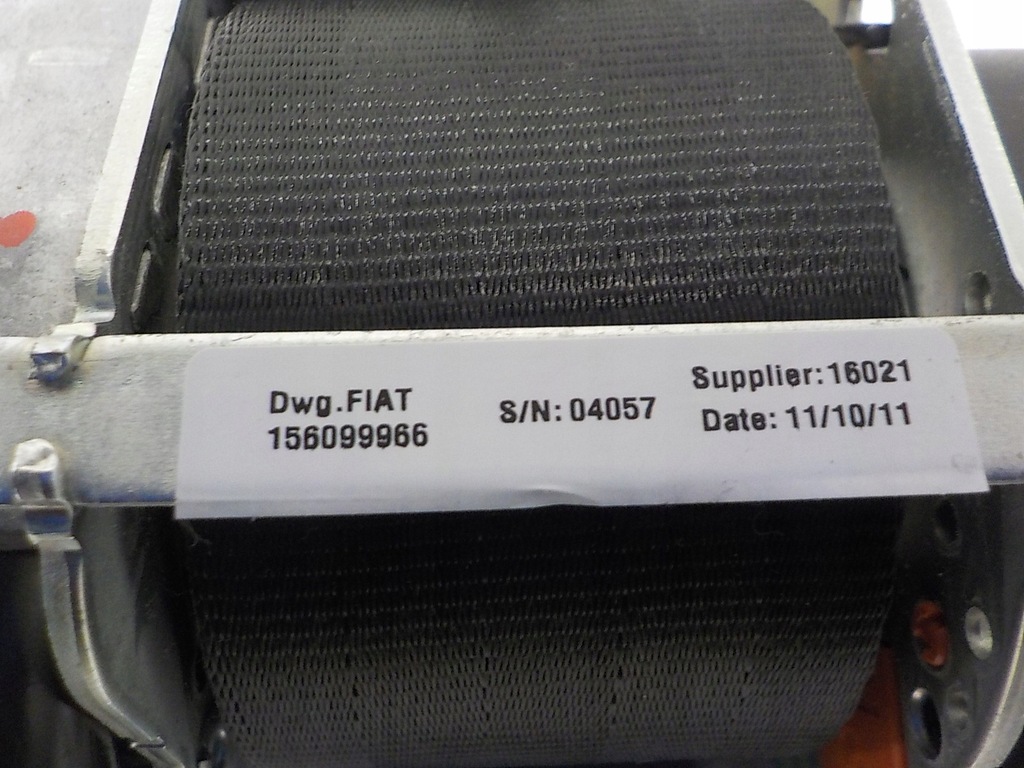 Dwg.FIAT
156099966
S/N: 04057
Supplier:16021
Date: 11/10/11